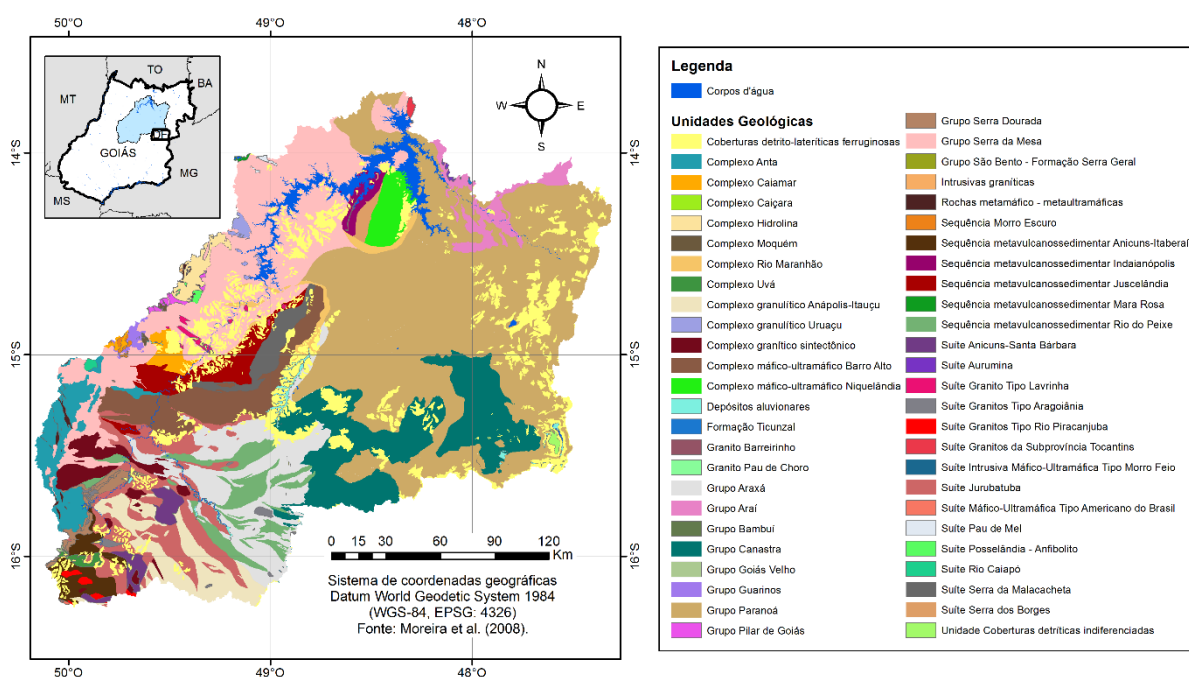 50°O 49°O 48°O
TO
BA
MT
DF
GOIÁS
MG
MS
N
W E
S
14°S 14°S
15°S 15°S
16°S 16°S
0 15 30 60 90 120
Km
Sistema de coordenadas geográficas
Datum World Geodetic System 1984
(WGS-84, EPSG: 4326)
Fonte: Moreira et al. (2008).
50°O 49°O 48°O
Legenda
Corpos d'água
Unidades Geológicas
Coberturas detrito-lateríticas ferruginosas
Complexo Anta
Complexo Caiamar
Complexo Caiçara
Complexo Hidrolina
Complexo Moquém
Complexo Rio Maranhão
Complexo Uvá
Complexo granulítico Anápolis-Itauçu
Complexo granulítico Uruaçu
Complexo granítico sintectônico
Complexo máfico-ultramáfico Barro Alto
Complexo máfico-ultramáfico Niquelândia
Depósitos aluvionares
Formação Ticunzal
Granito Barreirinho
Granito Pau de Choro
Grupo Araxá
Grupo Araí
Grupo Bambuí
Grupo Canastra
Grupo Goiás Velho
Grupo Guarinos
Grupo Paranoá
Grupo Pilar de Goiás
Grupo Serra Dourada
Grupo Serra da Mesa
Grupo São Bento - Formação Serra Geral
Intrusivas graníticas
Rochas metamáfico - metaultramáficas
Sequência Morro Escuro
Sequência metavulcanossedimentar Anicuns-Itaberaí
Sequência metavulcanossedimentar Indaianópolis
Sequência metavulcanossedimentar Juscelândia
Sequência metavulcanossedimentar Mara Rosa
Sequência metavulcanossedimentar Rio do Peixe
Suíte Anicuns-Santa Bárbara
Suíte Aurumina
Suíte Granito Tipo Lavrinha
Suíte Granitos Tipo Aragoiânia
Suíte Granitos Tipo Rio Piracanjuba
Suíte Granitos da Subprovíncia Tocantins
Suíte Intrusiva Máfico-Ultramáfica Tipo Morro Feio
Suíte Jurubatuba
Suíte Máfico-Ultramáfica Tipo Americano do Brasil
Suíte Pau de Mel
Suíte Posselândia - Anfibolito
Suíte Rio Caiapó
Suíte Serra da Malacacheta
Suíte Serra dos Borges
Unidade Coberturas detríticas indiferenciadas